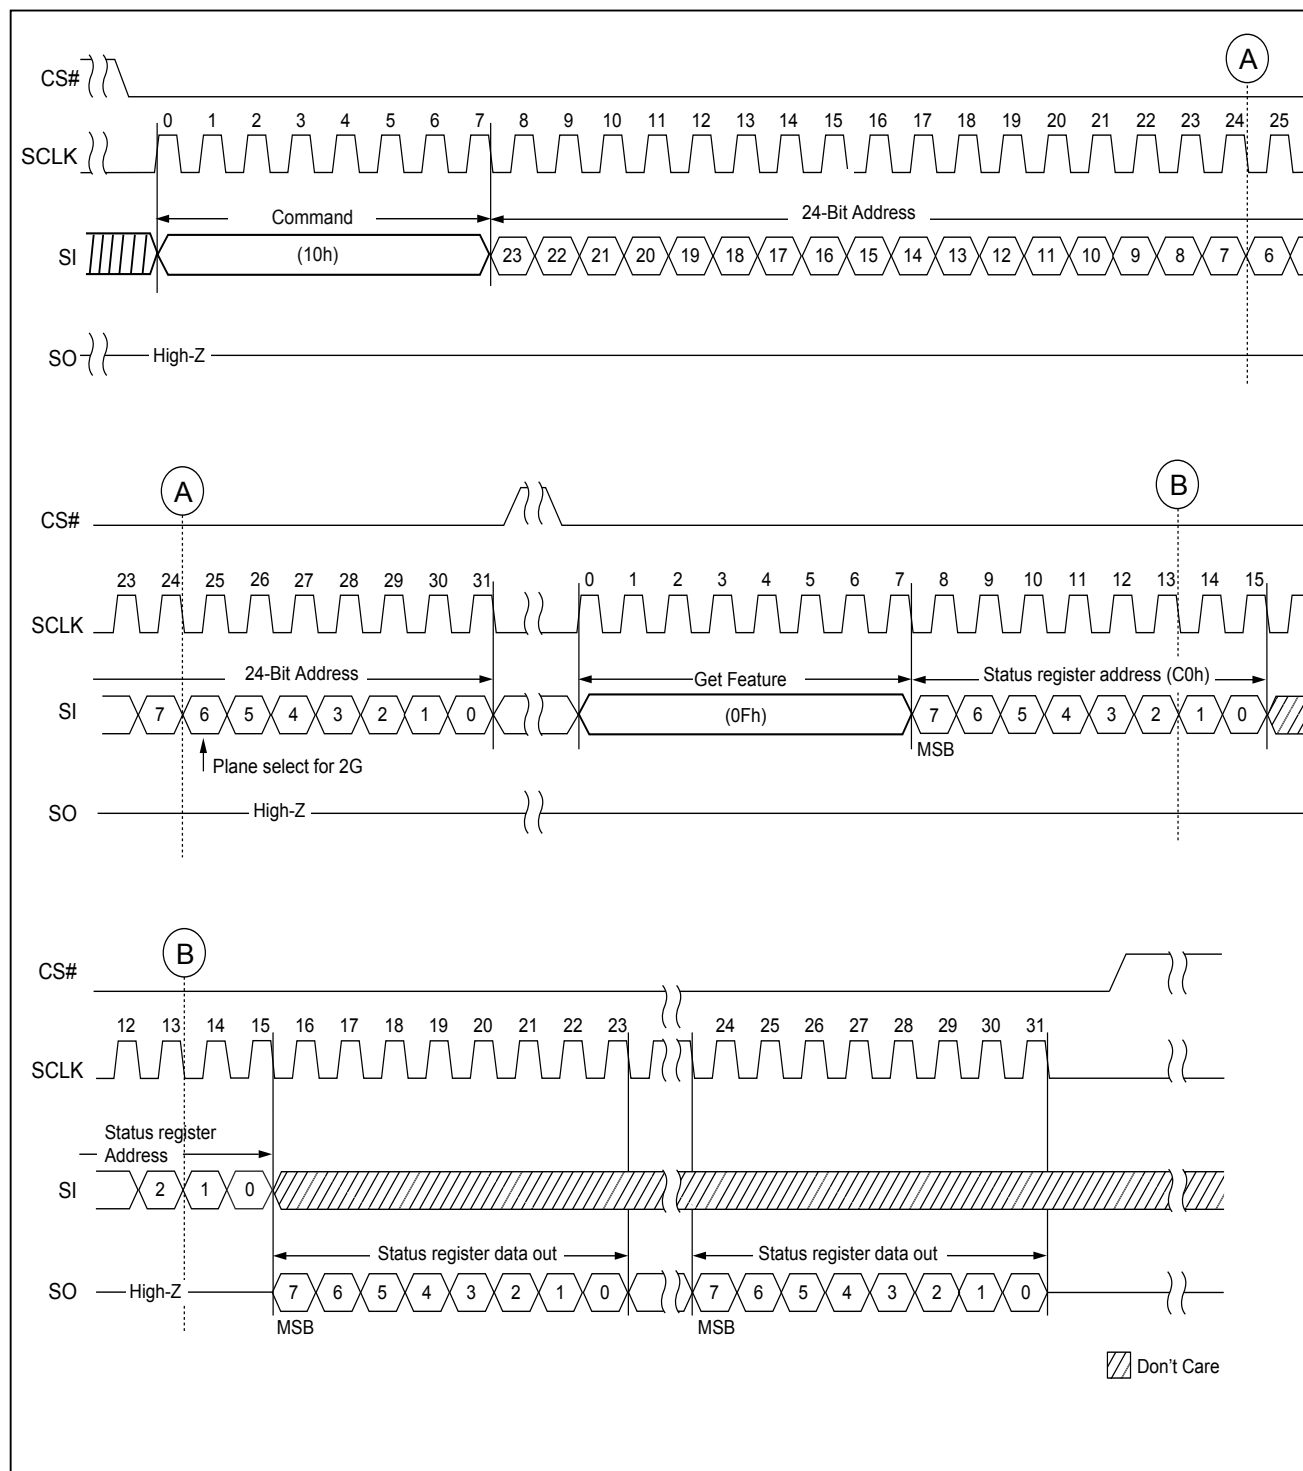 A
CS#
0 1 2 3 4 5 6 7 8 9 10 11 12 13 14 15 16 17 18 19 20 21 22 23 24 25
SCLK
Command 24-Bit Address
SI (10h) 23 22 21 20 19 18 17 16 15 14 13 12 11 10 9 8 7 6
SO High-Z
A B
CS#
23 24 25 26 27 28 29 30 31 0 1 2 3 4 5 6 7 8 9 10 11 12 13 14 15
SCLK
24-Bit Address Get Feature Status register address (C0h)
SI 7 6 5 4 3 2 1 0 (0Fh) 7 6 5 4 3 2 1 0
MSB
Plane select for 2G
SO High-Z
B
CS#
12 13 14 15 16 17 18 19 20 21 22 23 24 25 26 27 28 29 30 31
SCLK
Status register
Address
SI 2 1 0
Status register data out Status register data out
SO High-Z 7 6 5 4 3 2 1 0 7 6 5 4 3 2 1 0
MSB MSB
Don't Care